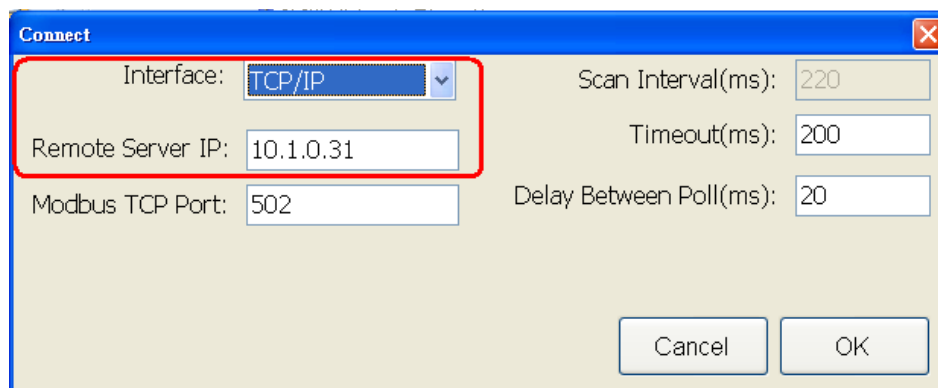 Connect
Interface: TCP/IP
Remote Server IP: 10.1.0.31
Modbus TCP Port: 502
Scan Interval(ms): 220
Timeout(ms): 200
Delay Between Poll(ms): 20
Cancel OK